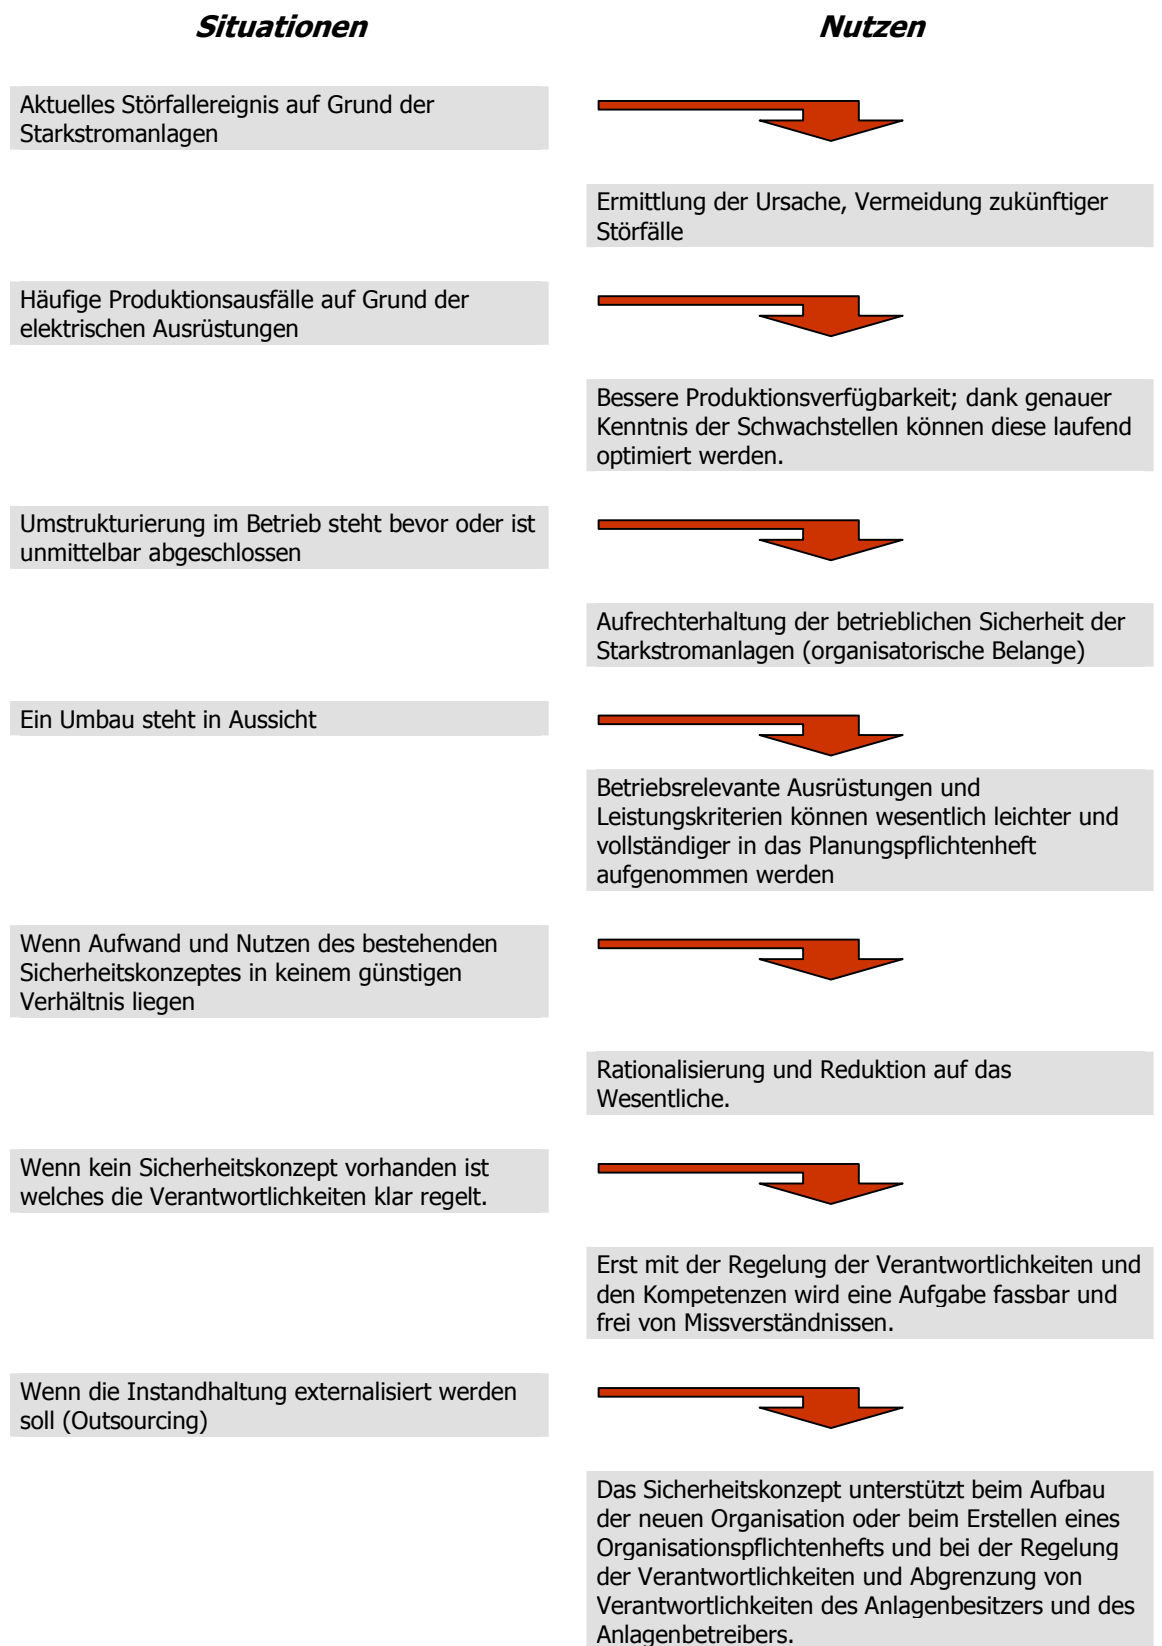 Situationen
Nutzen
Aktuelles Störfallereignis auf Grund der
Starkstromanlagen
Ermittlung der Ursache, Vermeidung zukünftiger
Störfälle
Häufige Produktionsausfälle auf Grund der
elektrischen Ausrüstungen
Bessere Produktionsverfügbarkeit; dank genauer
Kenntnis der Schwachstellen können diese laufend
optimiert werden.
Umstrukturierung im Betrieb steht bevor oder ist
unmittelbar abgeschlossen
Aufrechterhaltung der betrieblichen Sicherheit der
Starkstromanlagen (organisatorische Belange)
Ein Umbau steht in Aussicht
Betriebsrelevante Ausrüstungen und
Leistungskriterien können wesentlich leichter und
vollständiger in das Planungspflichtenheft
aufgenommen werden
Wenn Aufwand und Nutzen des bestehenden
Sicherheitskonzeptes in keinem günstigen
Verhältnis liegen
Rationalisierung und Reduktion auf das
Wesentliche.
Wenn kein Sicherheitskonzept vorhanden ist
welches die Verantwortlichkeiten klar regelt.
Erst mit der Regelung der Verantwortlichkeiten und
den Kompetenzen wird eine Aufgabe fassbar und
frei von Missverständnissen.
Wenn die Instandhaltung externalisiert werden
soll (Outsourcing)
Das Sicherheitskonzept unterstützt beim Aufbau
der neuen Organisation oder beim Erstellen eines
Organisationspflichtenhefts und bei der Regelung
der Verantwortlichkeiten und Abgrenzung von
Verantwortlichkeiten des Anlagenbesitzers und des
Anlagenbetreibers.